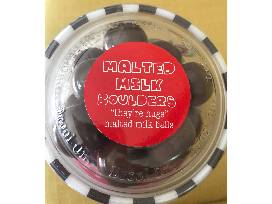 MALTED
MILK
BOULDERS
"They're huge"
malted milk balls